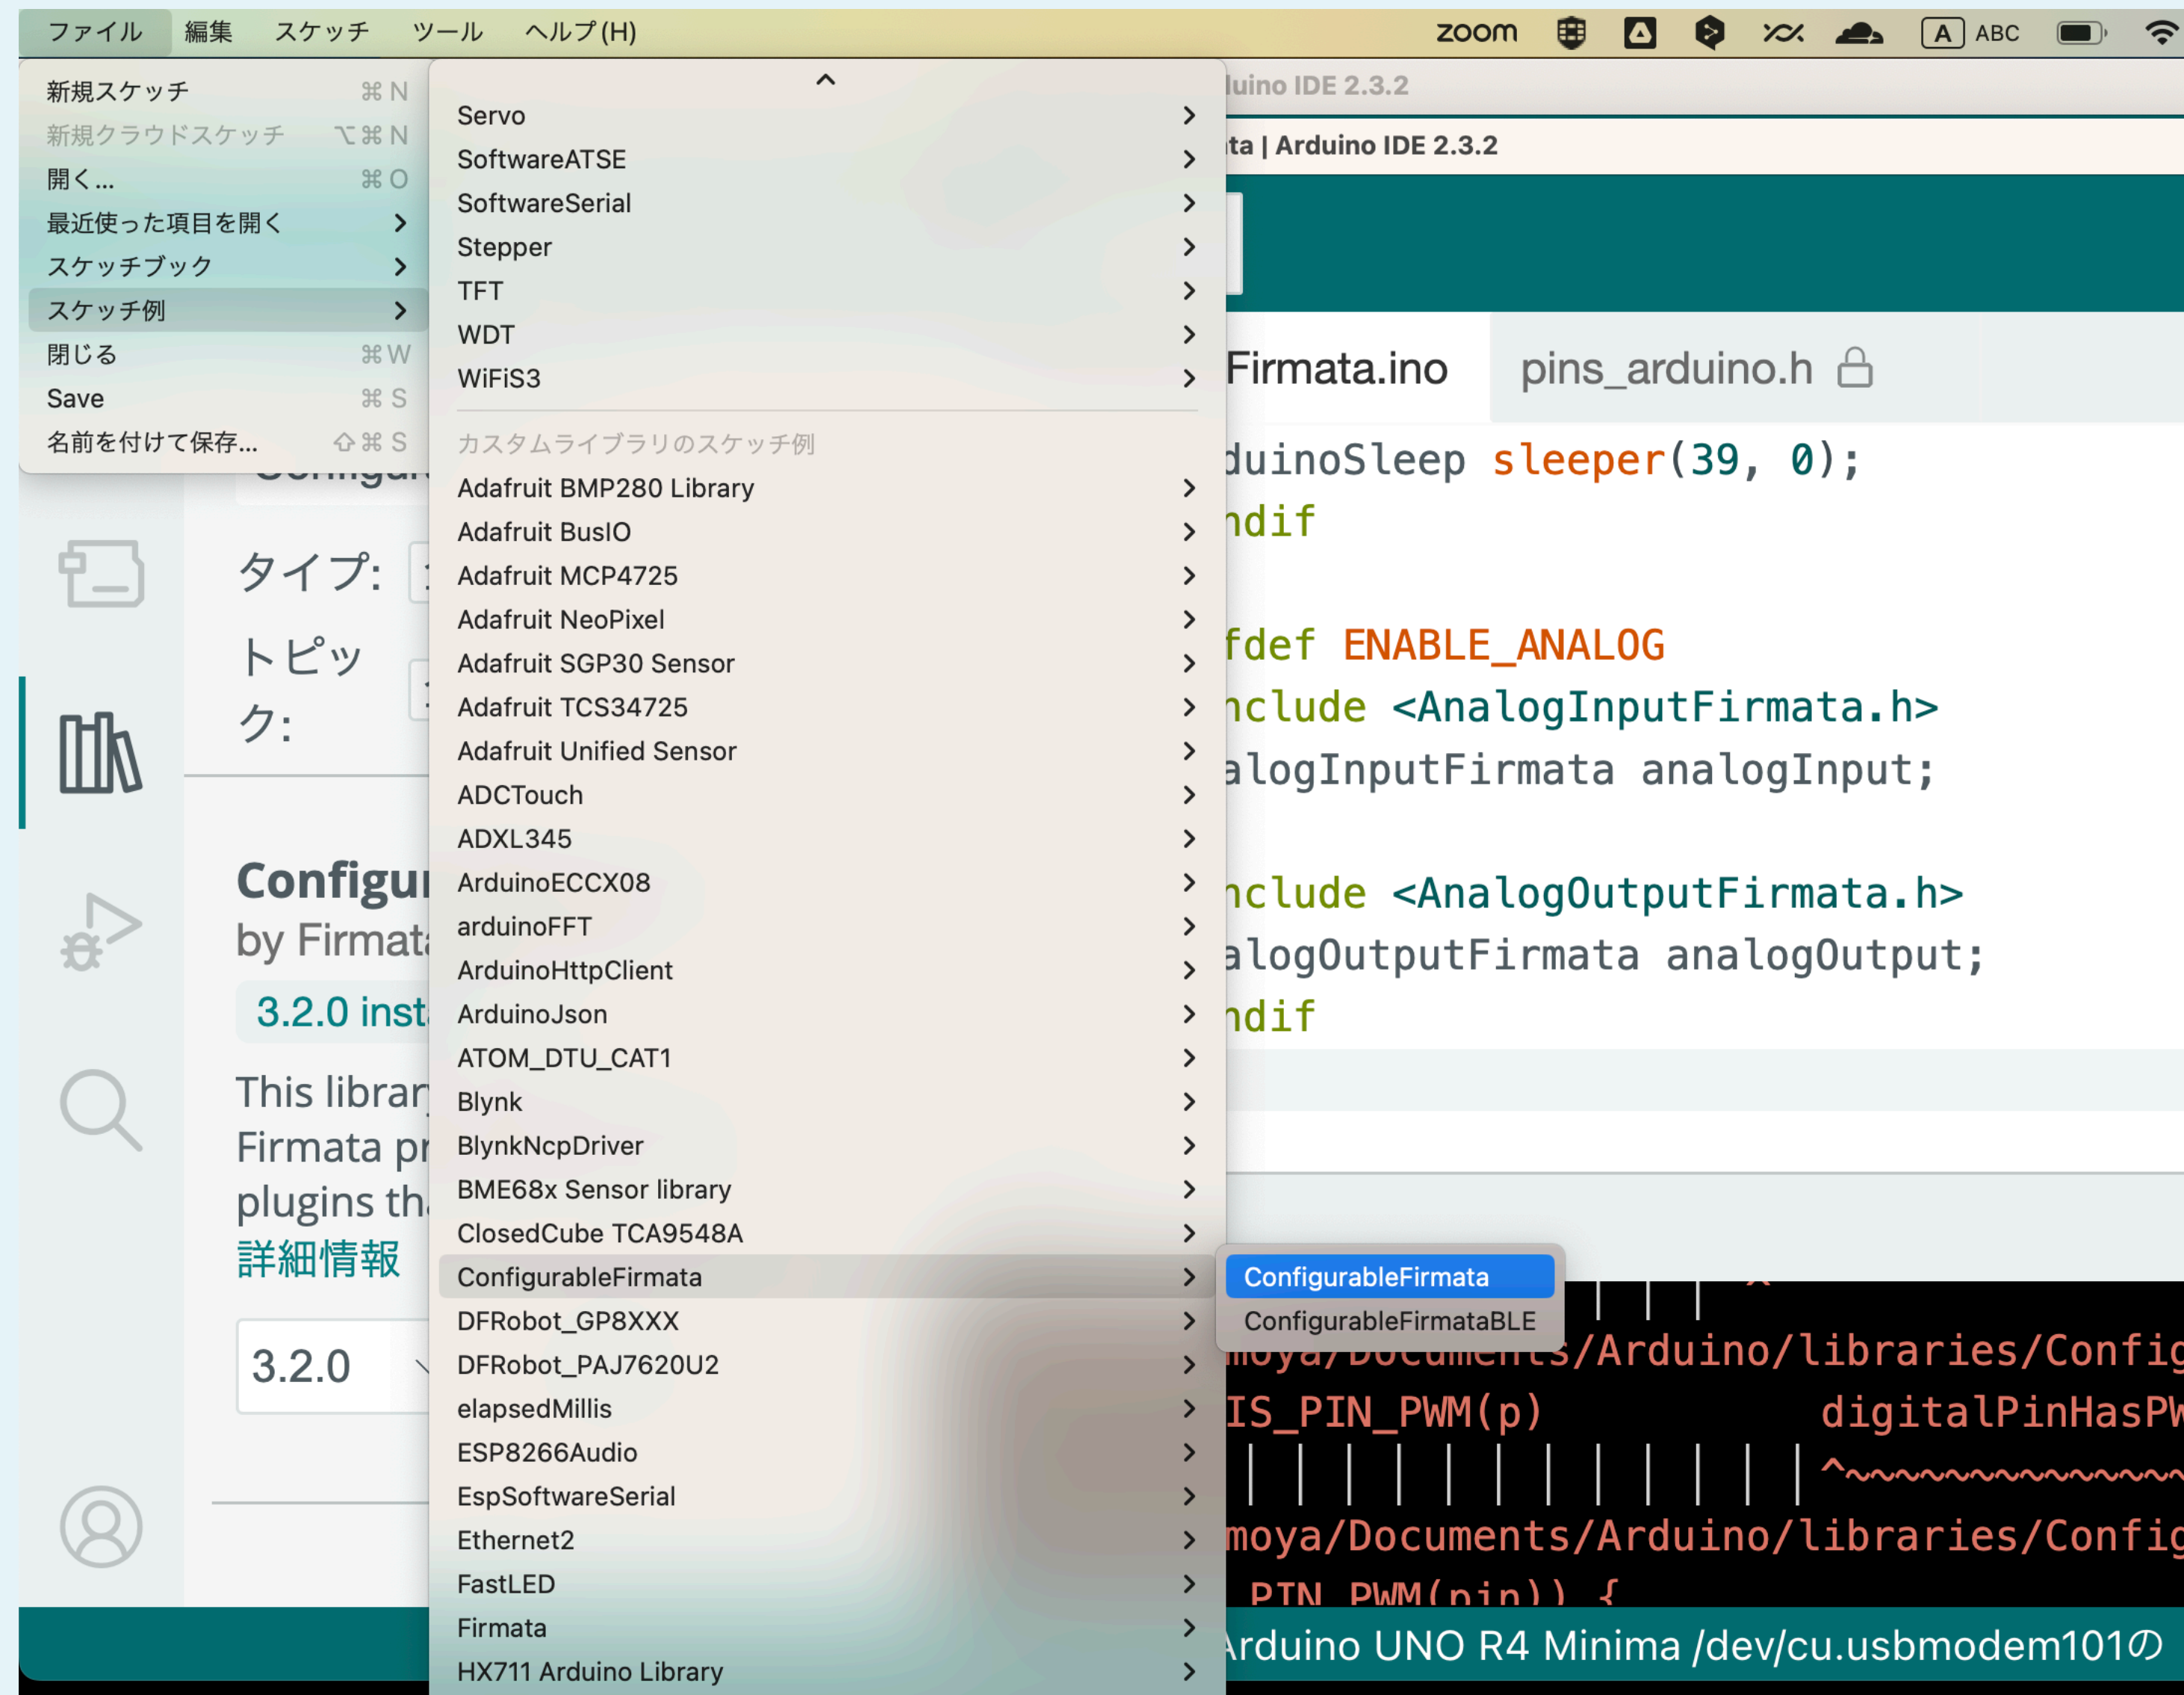 ファイル 編集 スケッチ ツール ヘルプ(H) zoom A ABC
新規スケッチ ⌘ N
新規クラウドスケッチ ⌥⌘ N
開く... ⌘ O
最近使った項目を開く
スケッチブック
スケッチ例
閉じる ⌘ W
Save ⌘ S
名前を付けて保存... ⇧⌘ S
Servo
SoftwareATSE
SoftwareSerial
Stepper
TFT
WDT
WiFiS3
カスタムライブラリのスケッチ例
Adafruit BMP280 Library
Adafruit BusIO
Adafruit MCP4725
Adafruit NeoPixel
Adafruit SGP30 Sensor
Adafruit TCS34725
Adafruit Unified Sensor
ADCTouch
ADXL345
ArduinoECCX08
arduinoFFT
ArduinoHttpClient
ArduinoJson
ATOM_DTU_CAT1
Blynk
BlynkNcpDriver
BME68x Sensor library
ClosedCube TCA9548A
ConfigurableFirmata
DFRobot_GP8XXX
DFRobot_PAJ7620U2
elapsedMillis
ESP8266Audio
EspSoftwareSerial
Ethernet2
FastLED
Firmata
HX711 Arduino Library
ConfigurableFirmata
ConfigurableFirmataBLE
タイプ:
トピッ
ク:
Configur
by Firmata
3.2.0 inst
This library
Firmata pr
plugins th
詳細情報
3.2.0
uino IDE 2.3.2
ta | Arduino IDE 2.3.2
Firmata.ino pins_arduino.h
duinoSleep sleeper(39, 0);
ndif
fdef ENABLE_ANALOG
nclude <AnalogInputFirmata.h>
alogInputFirmata analogInput;
nclude <AnalogOutputFirmata.h>
alogOutputFirmata analogOutput;
ndif
moya/Documents/Arduino/libraries/Config
IS_PIN_PWM(p) digitalPinHasPW
^~~~~~~~~~~~~~~
moya/Documents/Arduino/libraries/Config
PIN_PWM(pin)) {
Arduino UNO R4 Minima /dev/cu.usbmodem101の